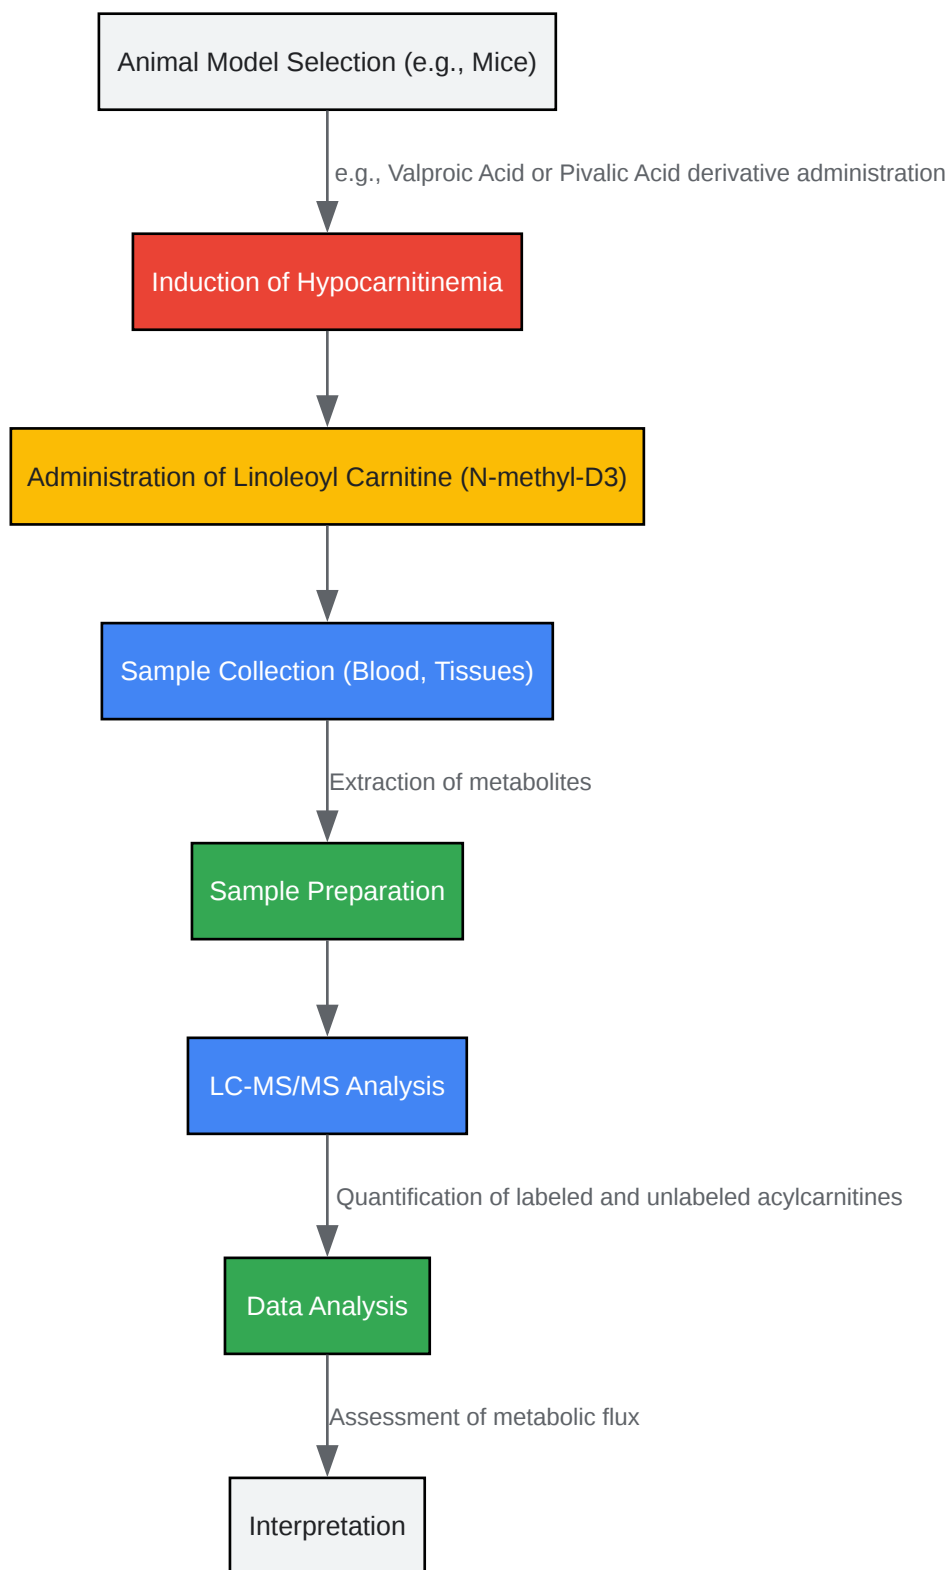 Animal Model Selection (e.g., Mice)
e.g., Valproic Acid or Pivalic Acid derivative administration
Induction of Hypocarnitinemia
Administration of Linoleoyl Carnitine (N-methyl-D3)
Sample Collection (Blood, Tissues)
Extraction of metabolites
Sample Preparation
LC-MS/MS Analysis
Quantification of labeled and unlabeled acylcarnitines
Data Analysis
Assessment of metabolic flux
Interpretation